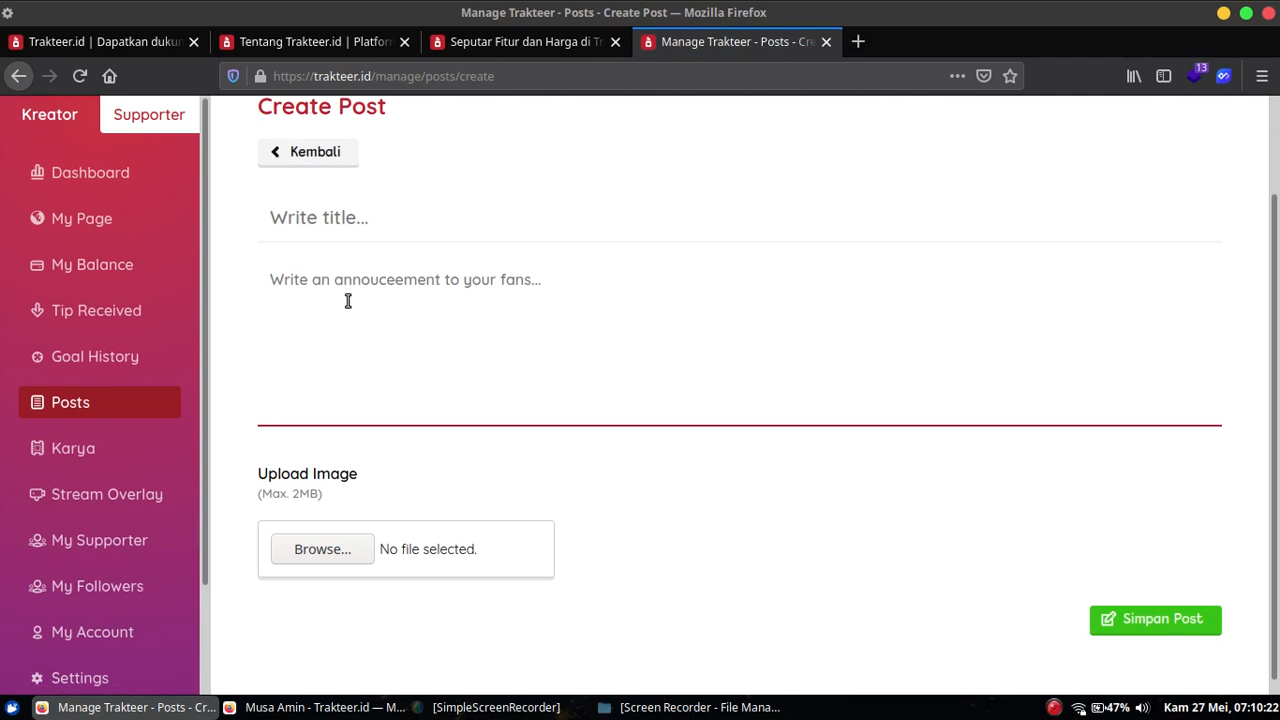 Manage Trakteer - Posts - Create Post — Mozilla Firefox
Trakteer.id | Dapatkan duku
Tentang Trakteer.id | Platfor
Seputar Fitur dan Harga di Tr
Manage Trakteer - Posts - Cre
https://trakteer.id/manage/posts/create
13
Kreator
Supporter
Dashboard
My Page
My Balance
Tip Received
Goal History
Posts
Karya
Stream Overlay
My Supporter
My Followers
My Account
Settings
Create Post
Kembali
Write title...
Write an annouceement to your fans...
Upload Image
(Max. 2MB)
Browse...
No file selected.
Simpan Post
Manage Trakteer - Posts - Cr...
Musa Amin - Trakteer.id — M...
[SimpleScreenRecorder]
[Screen Recorder - File Mana...
47%
Kam 27 Mei, 07:10:22